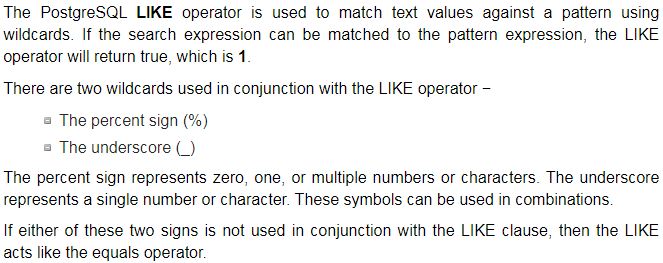 The PostgreSQL LIKE operator is used to match text values against a pattern using
wildcards. If the search expression can be matched to the pattern expression, the LIKE
operator will return true, which is 1.
There are two wildcards used in conjunction with the LIKE operator −
The percent sign (%)
The underscore (_)
The percent sign represents zero, one, or multiple numbers or characters. The underscore
represents a single number or character. These symbols can be used in combinations.
If either of these two signs is not used in conjunction with the LIKE clause, then the LIKE
acts like the equals operator.